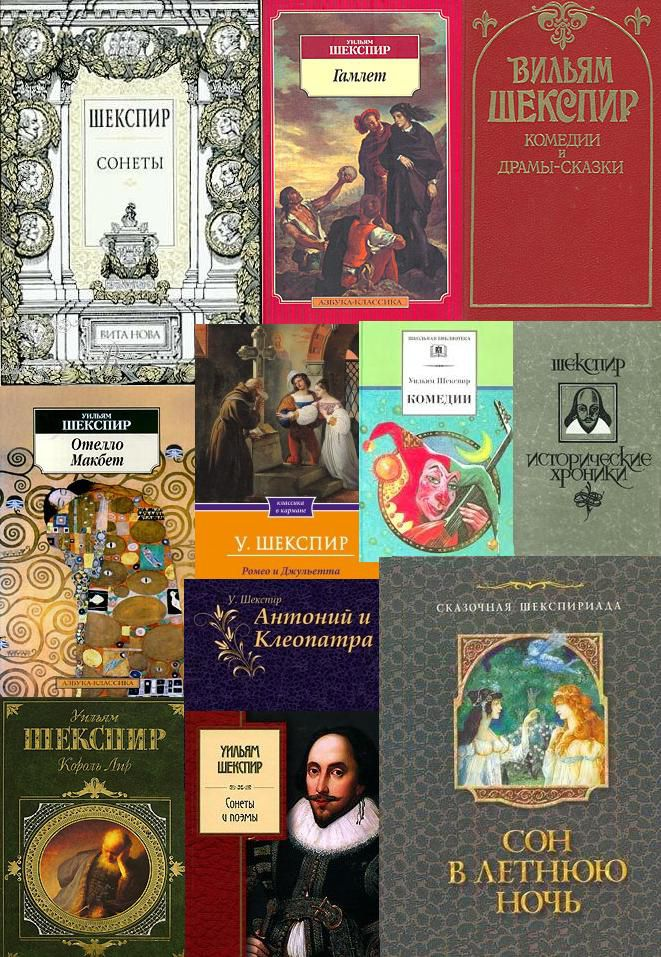 ШЕКСПИР
СОНЕТЫ
ВИТА НОВА
УИЛЬЯМ
ШЕКСПИР
Гамлет
АЗБУКА-КЛАССИКА
ВИЛЬЯМ
ШЕКСПИР
КОМЕДИИ
И
ДРАМЫ-СКАЗКИ
УИЛЬЯМ
ШЕКСПИР
Отелло
Макбет
АЗБУКА-КЛАССИКА
классика
в кармане
У. ШЕКСПИР
Ромео и Джульетта
ШКОЛЬНАЯ БИБЛИОТЕКА
Уильям Шекспир
КОМЕДИИ
ШЕКСПИР
ИСТОРИЧЕСКИЕ
ХРОНИКИ
У. Шекспир
Антоний и
Клеопатра
Уильям
ШЕКСПИР
Король Лир
УИЛЬЯМ
ШЕКСПИР
Сонеты
и поэмы
СКАЗОЧНАЯ ШЕКСПИРИАДА
СОН
В ЛЕТНЮЮ
НОЧЬ